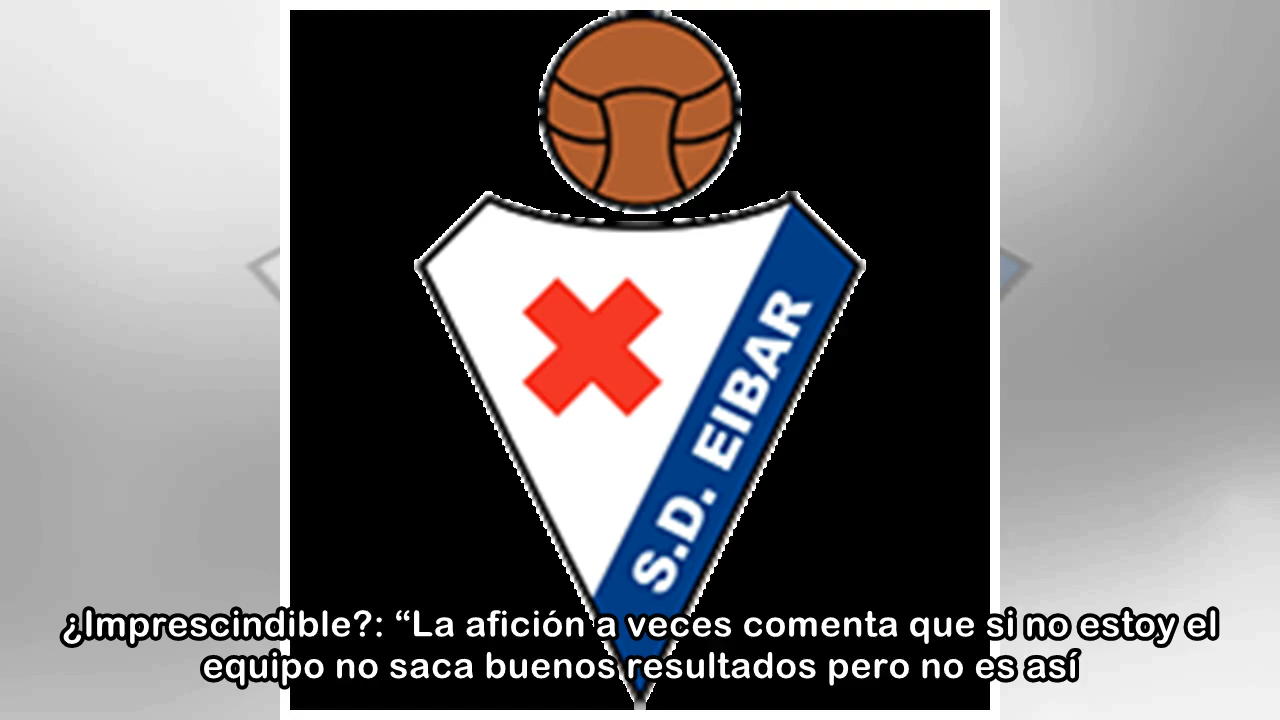 S.D. EIBAR
¿Imprescindible?: “La afición a veces comenta que si no estoy el
equipo no saca buenos resultados pero no es así